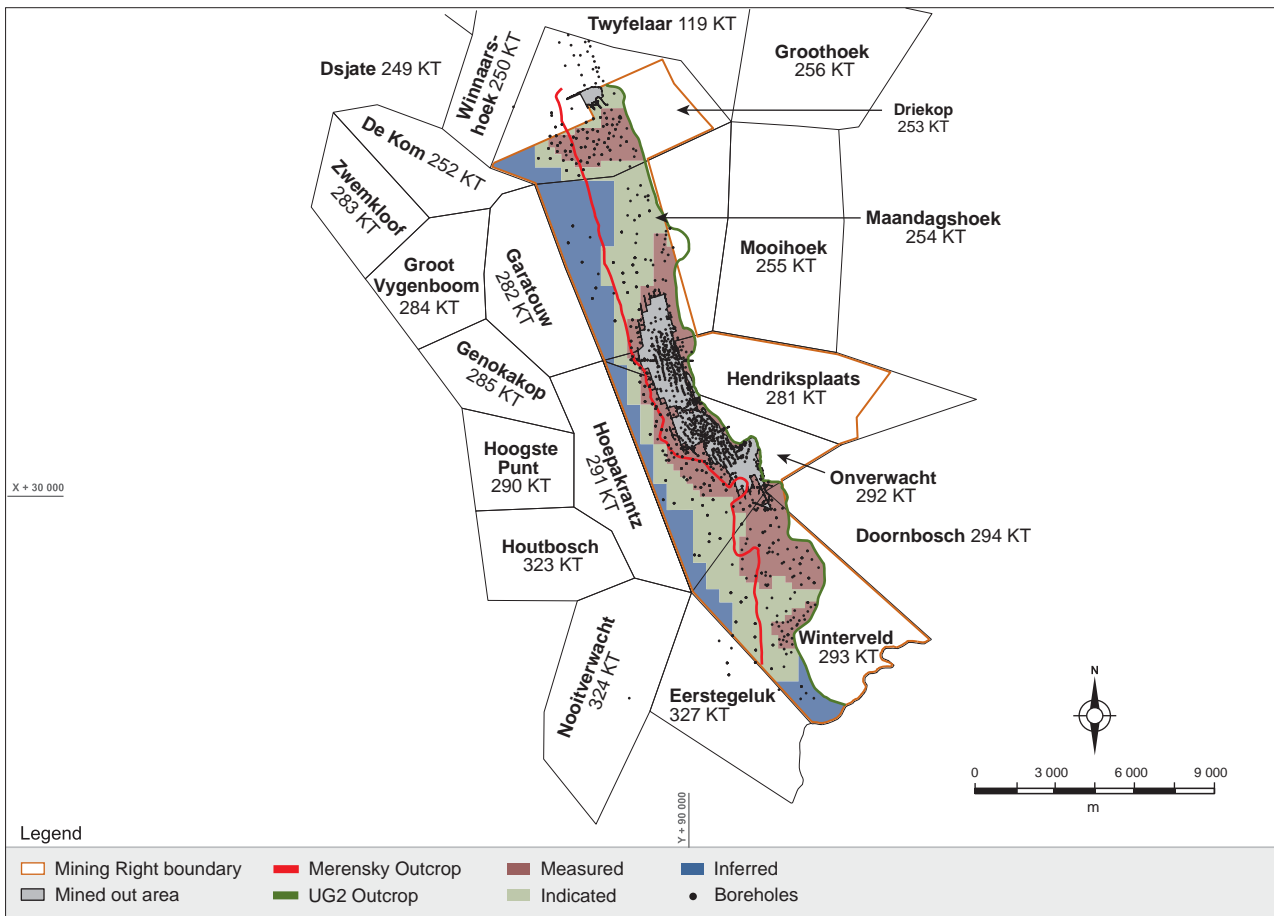 Twyfelaar 119 KT
Groothoek
256 KT
Dsjate 249 KT
Winnaars-
hoek 250 KT
Driekop
253 KT
De Kom 252 KT
Zwemkloof
283 KT
Maandagshoek
254 KT
Mooihoek
255 KT
Groot
Vygenboom
284 KT
Garatouw
282 KT
Genokakop
285 KT
Hendriksplaats
281 KT
Hoogste
Punt
290 KT
Hoepakrantz
291 KT
Onverwacht
292 KT
X + 30 000
Houtbosch
323 KT
Doornbosch 294 KT
Winterveld
293 KT
Nooitverwacht
324 KT
Eerstegeluk
327 KT
N
0 3 000 6 000 9 000
m
Y + 90 000
Legend
Mining Right boundary
Merensky Outcrop
Measured
Inferred
Mined out area
UG2 Outcrop
Indicated
Boreholes